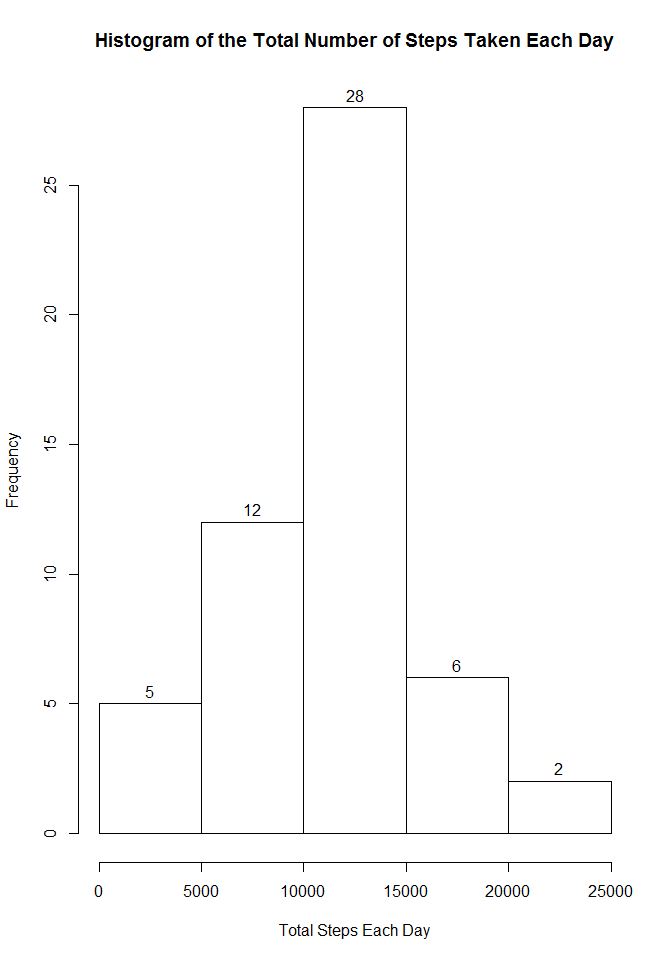 Histogram of the Total Number of Steps Taken Each Day
28
25
20
15
12
10
6
5
5
2
0
Frequency
0 5000 10000 15000 20000 25000
Total Steps Each Day